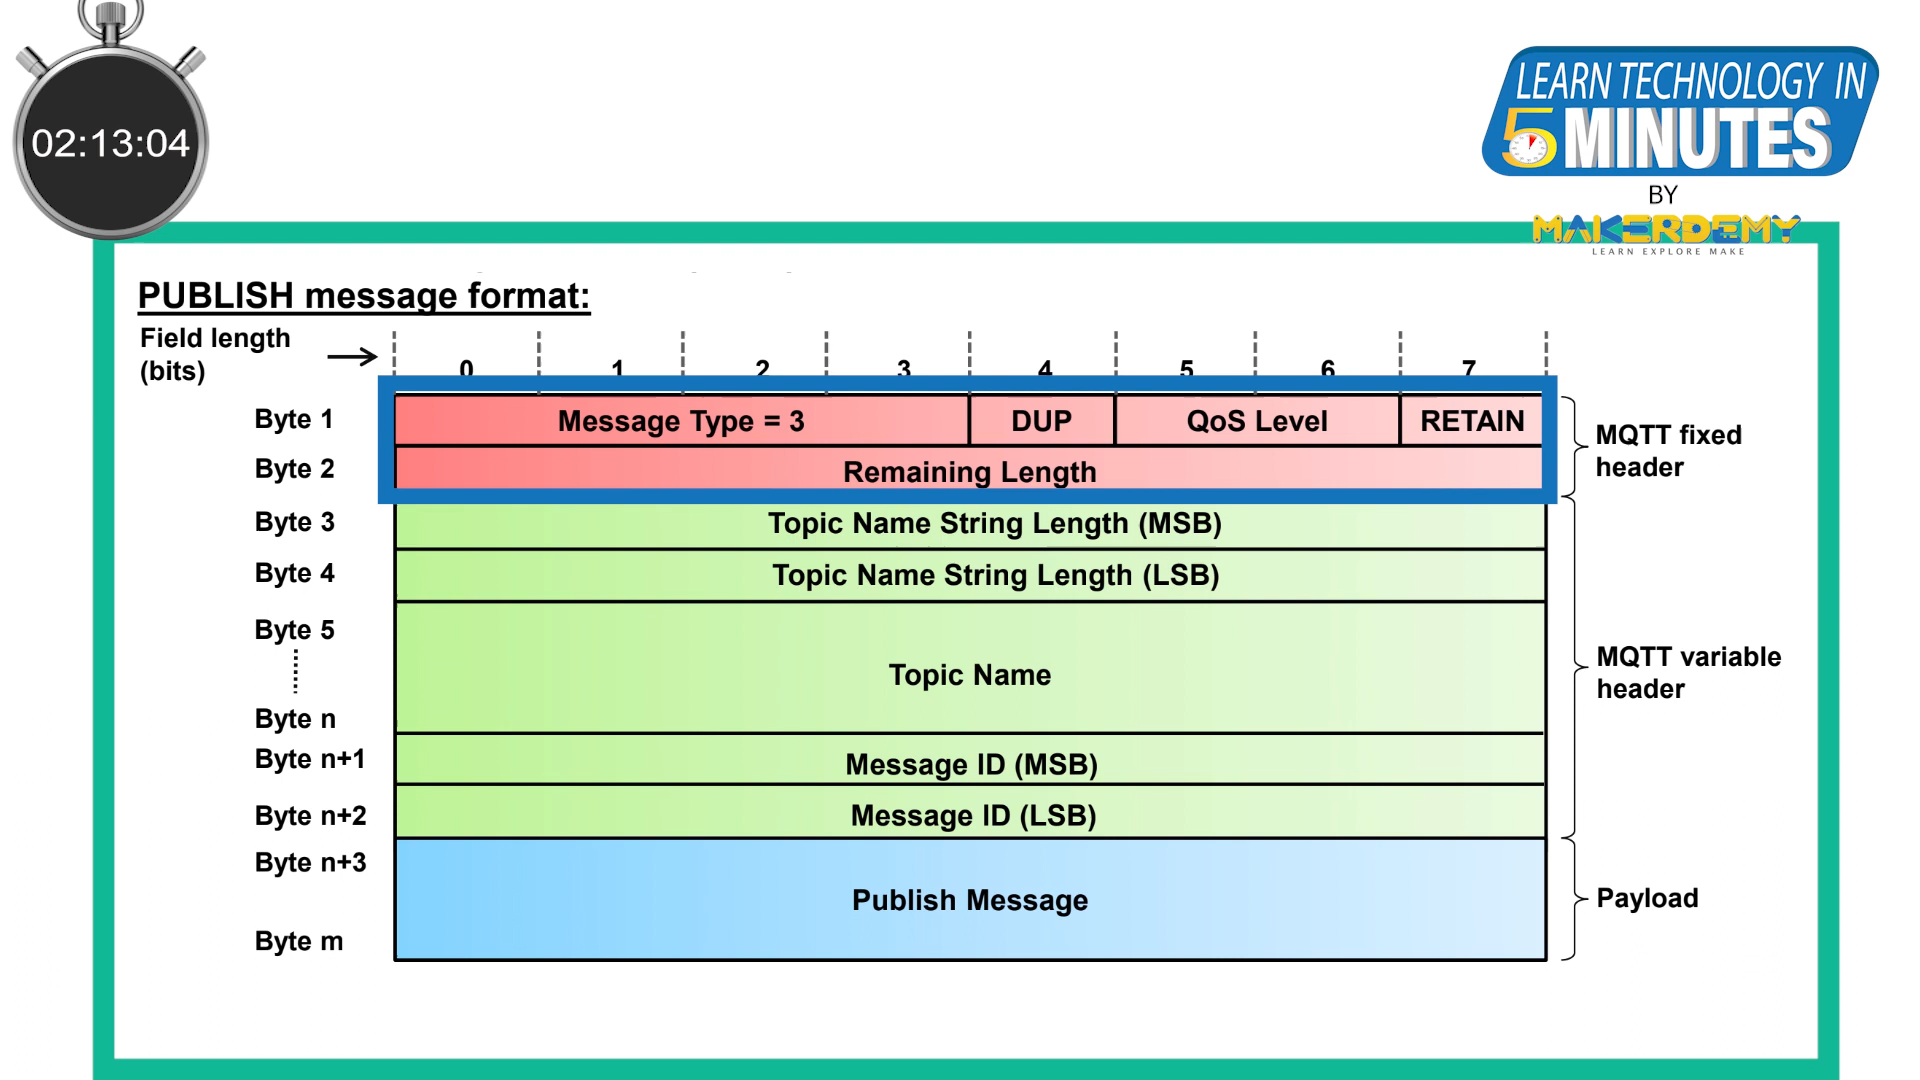 02:13:04
LEARN TECHNOLOGY IN
5 MINUTES
BY
MAKERDEMY
LEARN EXPLORE MAKE
PUBLISH message format:
Field length
(bits)
0 1 2 3 4 5 6 7
Byte 1 Message Type = 3 DUP QoS Level RETAIN
Byte 2 Remaining Length
MQTT fixed
header
Byte 3 Topic Name String Length (MSB)
Byte 4 Topic Name String Length (LSB)
Byte 5
Topic Name
Byte n
MQTT variable
header
Byte n+1 Message ID (MSB)
Byte n+2 Message ID (LSB)
Byte n+3
Publish Message
Payload
Byte m